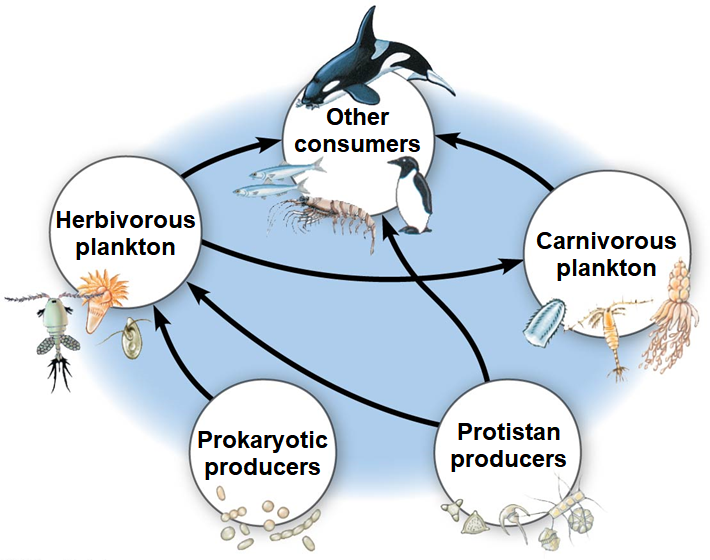 Other
consumers
Herbivorous
plankton
Carnivorous
plankton
Prokaryotic
producers
Protistan
producers